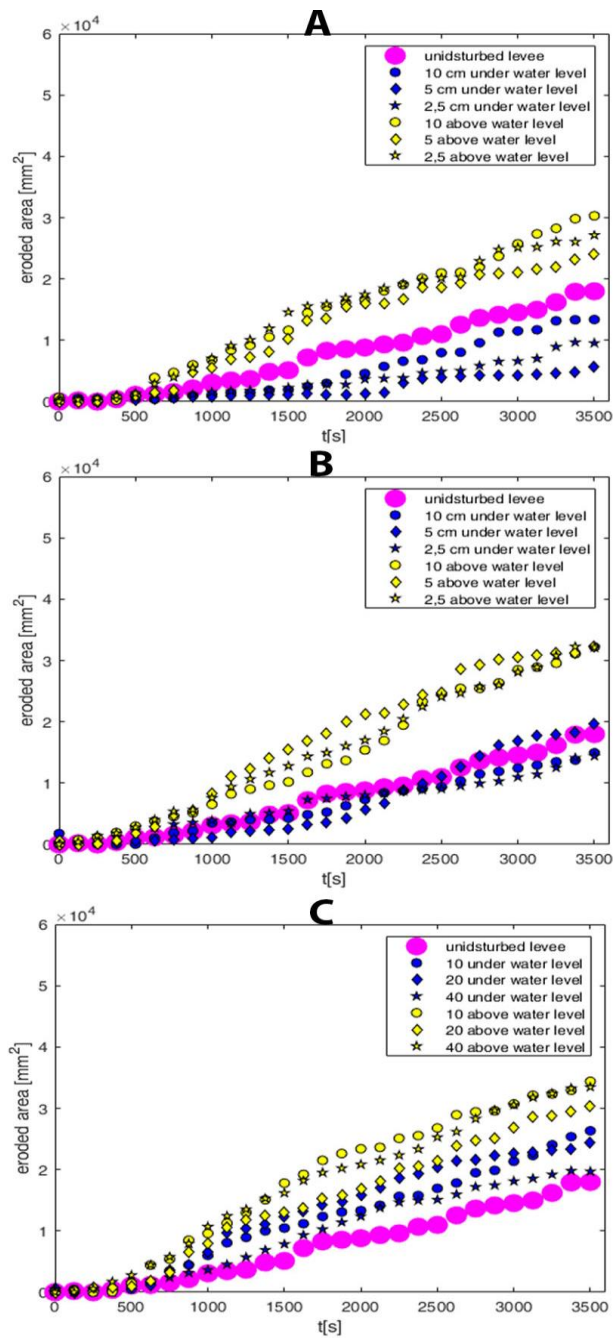 A
6
× 10⁴
unidsturbed levee
10 cm under water level
5 cm under water level
2,5 cm under water level
10 above water level
5 above water level
2,5 above water level
5
4
3
2
1
0
eroded area [mm²]
0 500 1000 1500 2000 2500 3000 3500
t[s]
B
6
× 10⁴
unidsturbed levee
10 cm under water level
5 cm under water level
2,5 cm under water level
10 above water level
5 above water level
2,5 above water level
5
4
3
2
1
0
eroded area [mm²]
0 500 1000 1500 2000 2500 3000 3500
t[s]
C
6
× 10⁴
unidsturbed levee
10 under water level
20 under water level
40 under water level
10 above water level
20 above water level
40 above water level
5
4
3
2
1
0
eroded area [mm²]
0 500 1000 1500 2000 2500 3000 3500
t[s]